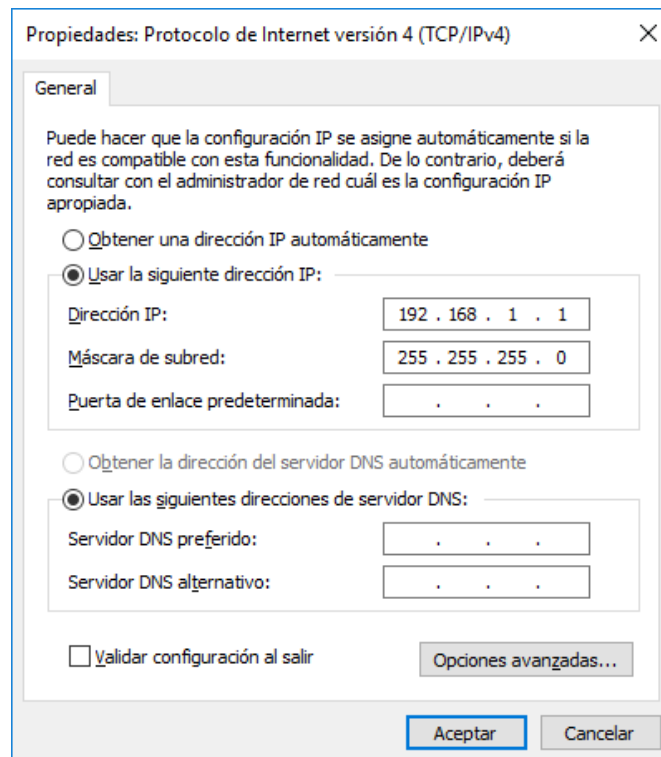 Propiedades: Protocolo de Internet versión 4 (TCP/IPv4)
General
Puede hacer que la configuración IP se asigne automáticamente si la
red es compatible con esta funcionalidad. De lo contrario, deberá
consultar con el administrador de red cuál es la configuración IP
apropiada.
Obtener una dirección IP automáticamente
Usar la siguiente dirección IP:
Dirección IP: 192 . 168 . 1 . 1
Máscara de subred: 255 . 255 . 255 . 0
Puerta de enlace predeterminada: . . .
Obtener la dirección del servidor DNS automáticamente
Usar las siguientes direcciones de servidor DNS:
Servidor DNS preferido: . . .
Servidor DNS alternativo: . . .
Validar configuración al salir Opciones avanzadas...
Aceptar Cancelar